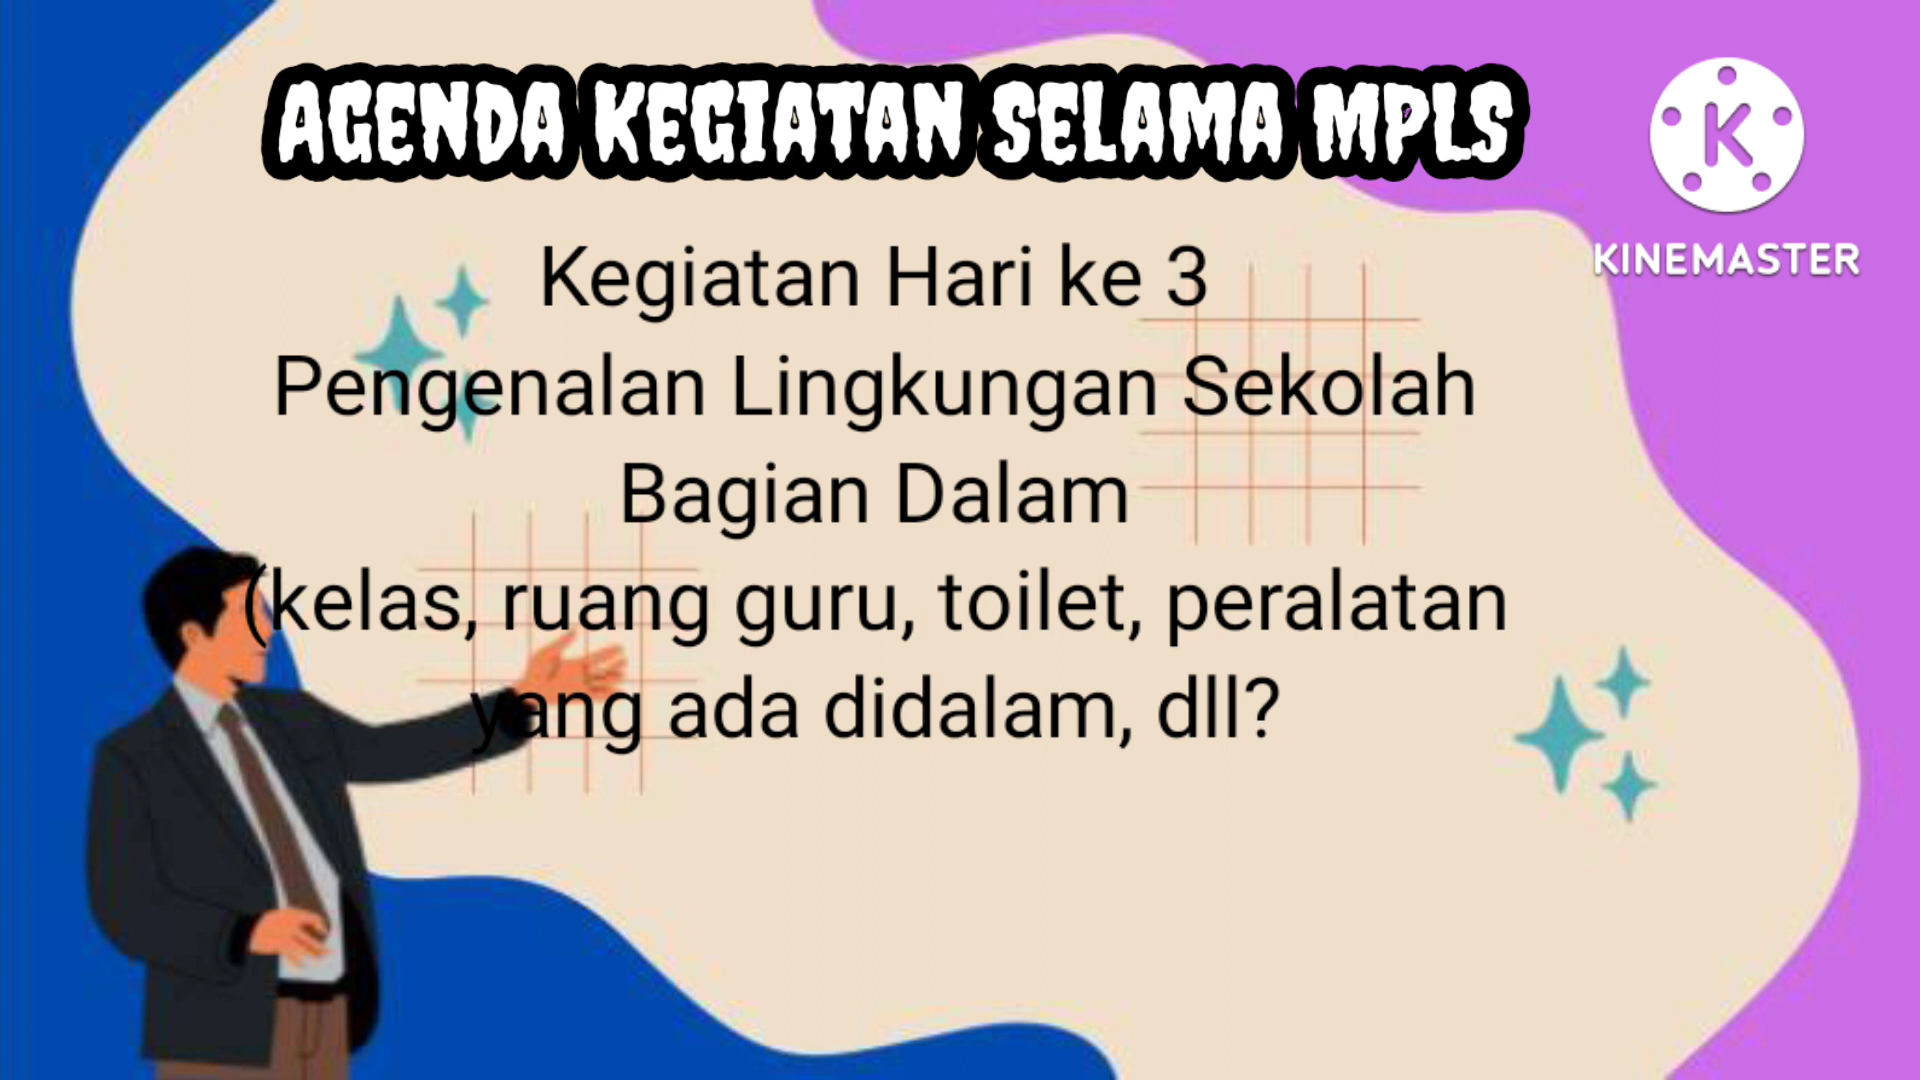 AGENDA KEGIATAN SELAMA MPLS
K
KINEMASTER
Kegiatan Hari ke 3
Pengenalan Lingkungan Sekolah
Bagian Dalam
(kelas, ruang guru, toilet, peralatan
yang ada didalam, dll?